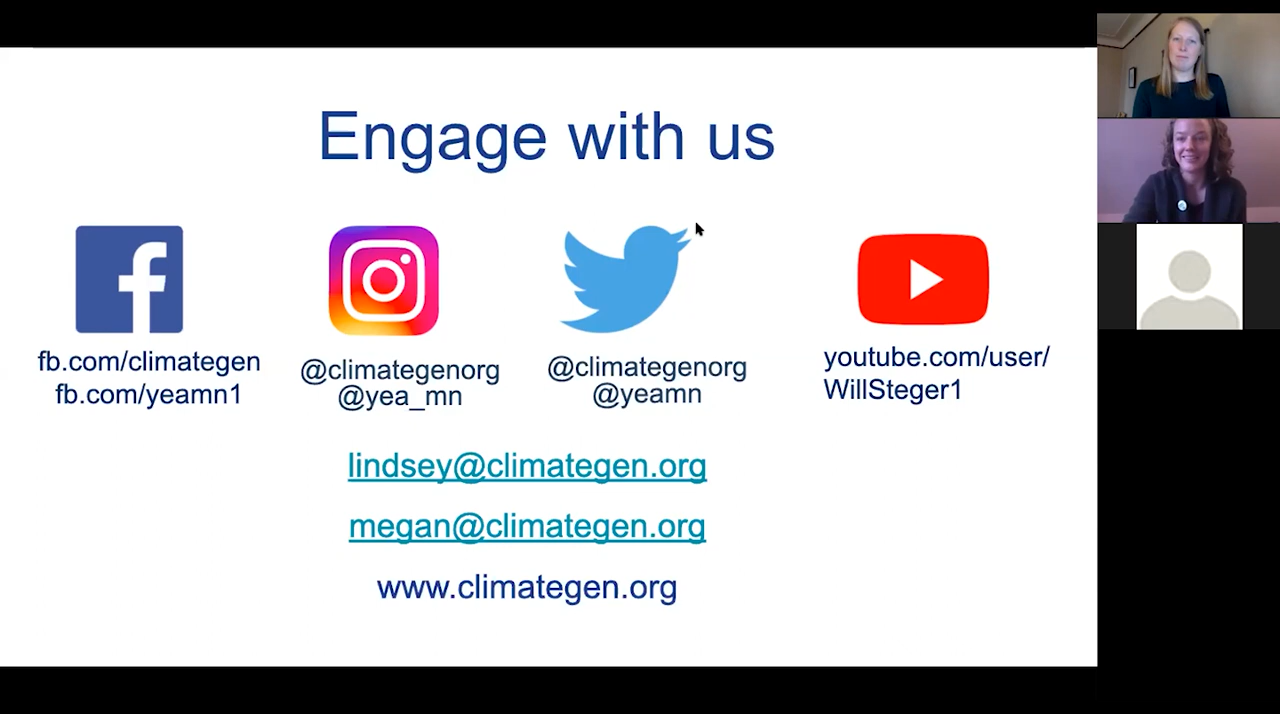 Engage with us
fb.com/climategen
fb.com/yeamn1
@climategenorg
@yea_mn
@climategenorg
@yeamn
youtube.com/user/
WillSteger1
lindsey@climategen.org
megan@climategen.org
www.climategen.org